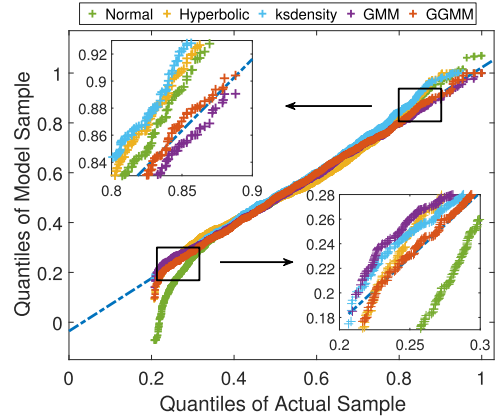 Normal Hyperbolic ksdensity GMM GGMM
Quantiles of Model Sample
1
0.8
0.6
0.4
0.2
0
0.92
0.9
0.88
0.86
0.84
0.8 0.85 0.9
0.28
0.26
0.24
0.22
0.2
0.18
0.2 0.25 0.3
0 0.2 0.4 0.6 0.8 1
Quantiles of Actual Sample